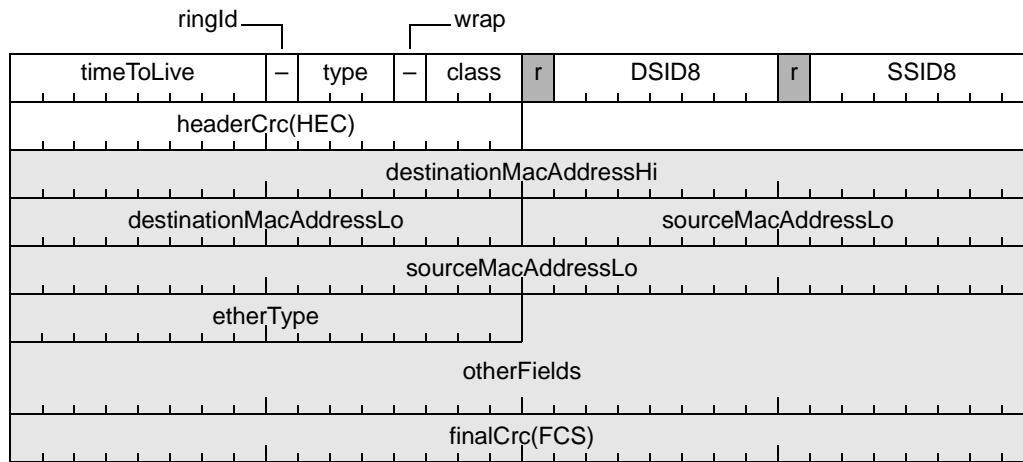 ringId wrap
timeToLive – type – class r DSID8 r SSID8
headerCrc(HEC)
destinationMacAddressHi
destinationMacAddressLo sourceMacAddressLo
sourceMacAddressLo
etherType
otherFields
finalCrc(FCS)